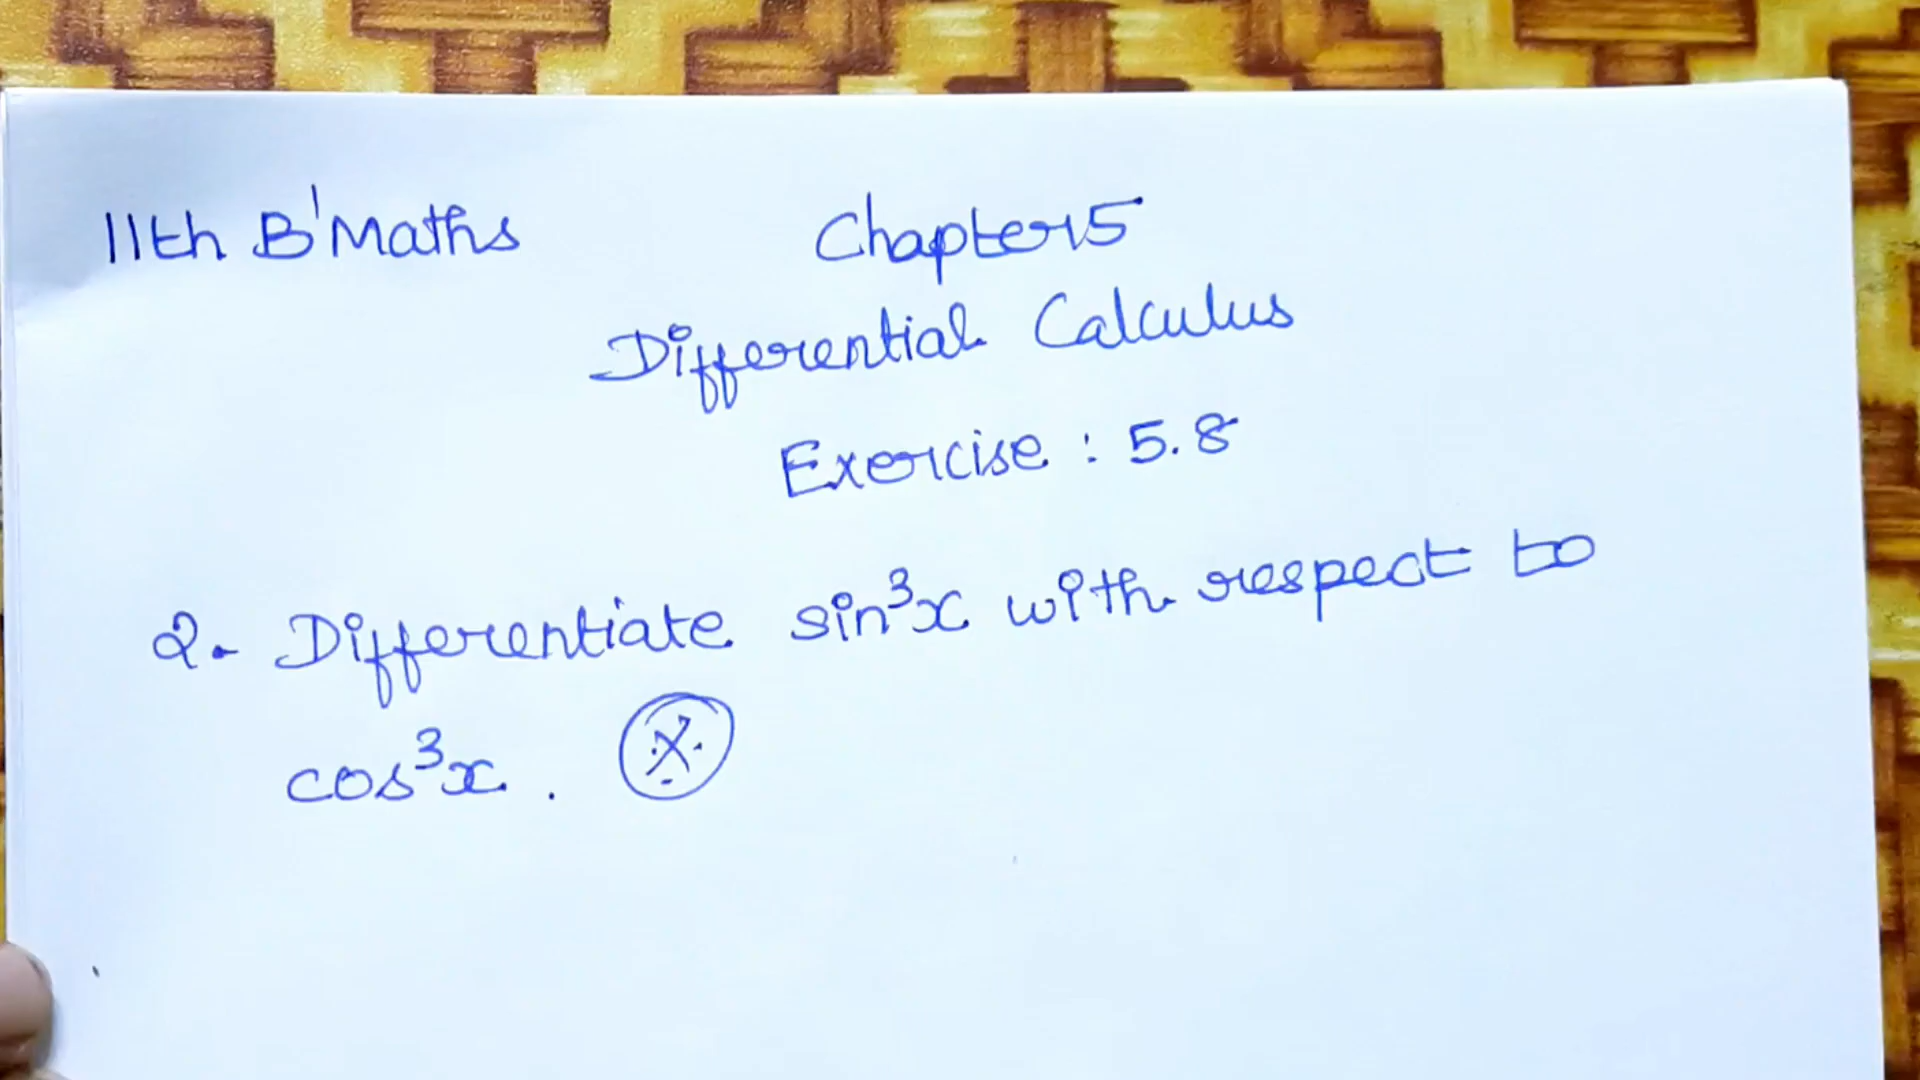 11th B'Maths Chapter 5
Differential Calculus
Exercise : 5.8
2. Differentiate sin³x with respect to
cos³x.